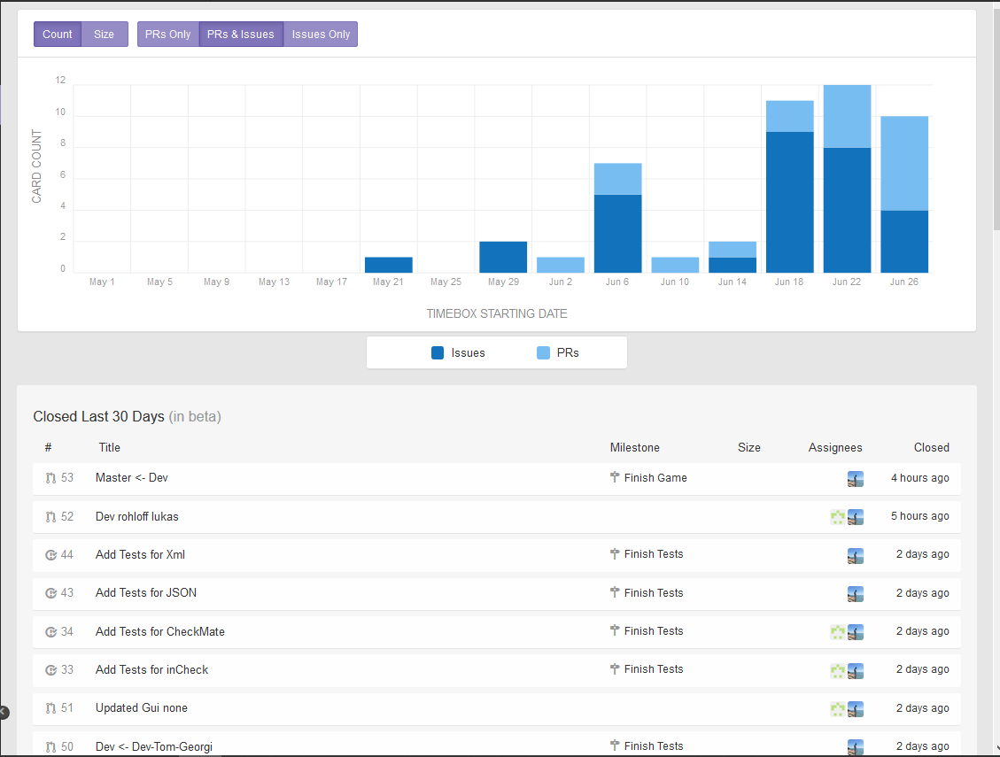 Count Size PRs Only PRs & Issues Issues Only
12
10
8
6
4
2
0
CARD COUNT
May 1 May 5 May 9 May 13 May 17 May 21 May 25 May 29 Jun 2 Jun 6 Jun 10 Jun 14 Jun 18 Jun 22 Jun 26
TIMEBOX STARTING DATE
Issues PRs
Closed Last 30 Days (in beta)
# Title Milestone Size Assignees Closed
53 Master <- Dev Finish Game 4 hours ago
52 Dev rohloff lukas 5 hours ago
44 Add Tests for Xml Finish Tests 2 days ago
43 Add Tests for JSON Finish Tests 2 days ago
34 Add Tests for CheckMate Finish Tests 2 days ago
33 Add Tests for inCheck Finish Tests 2 days ago
51 Updated Gui none 2 days ago
50 Dev <- Dev-Tom-Georgi Finish Tests 2 days ago